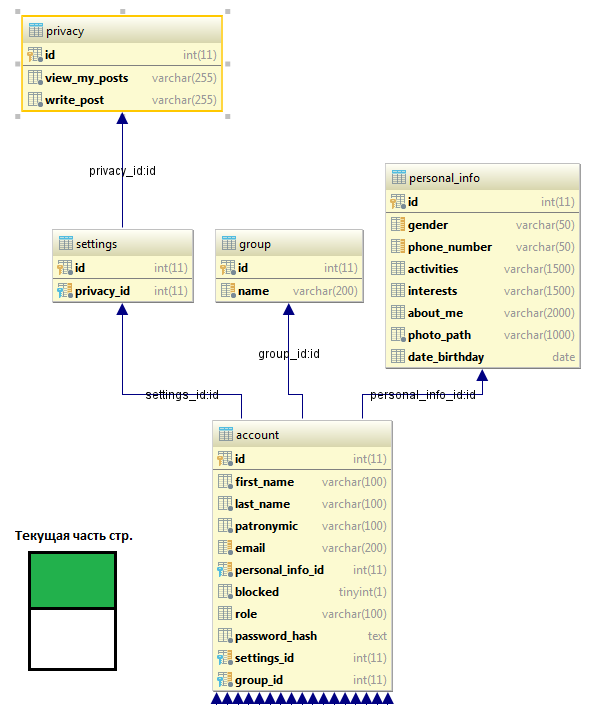 privacy
id int(11)
view_my_posts varchar(255)
write_post varchar(255)
privacy_id:id
personal_info
id int(11)
gender varchar(50)
phone_number varchar(50)
activities varchar(1500)
interests varchar(1500)
about_me varchar(2000)
photo_path varchar(1000)
date_birthday date
settings
id int(11)
privacy_id int(11)
group
id int(11)
name varchar(200)
group_id:id
settings_id:id
personal_info_id:id
account
id int(11)
first_name varchar(100)
last_name varchar(100)
patronymic varchar(100)
email varchar(200)
personal_info_id int(11)
blocked tinyint(1)
role varchar(100)
password_hash text
settings_id int(11)
group_id int(11)
Текущая часть стр.